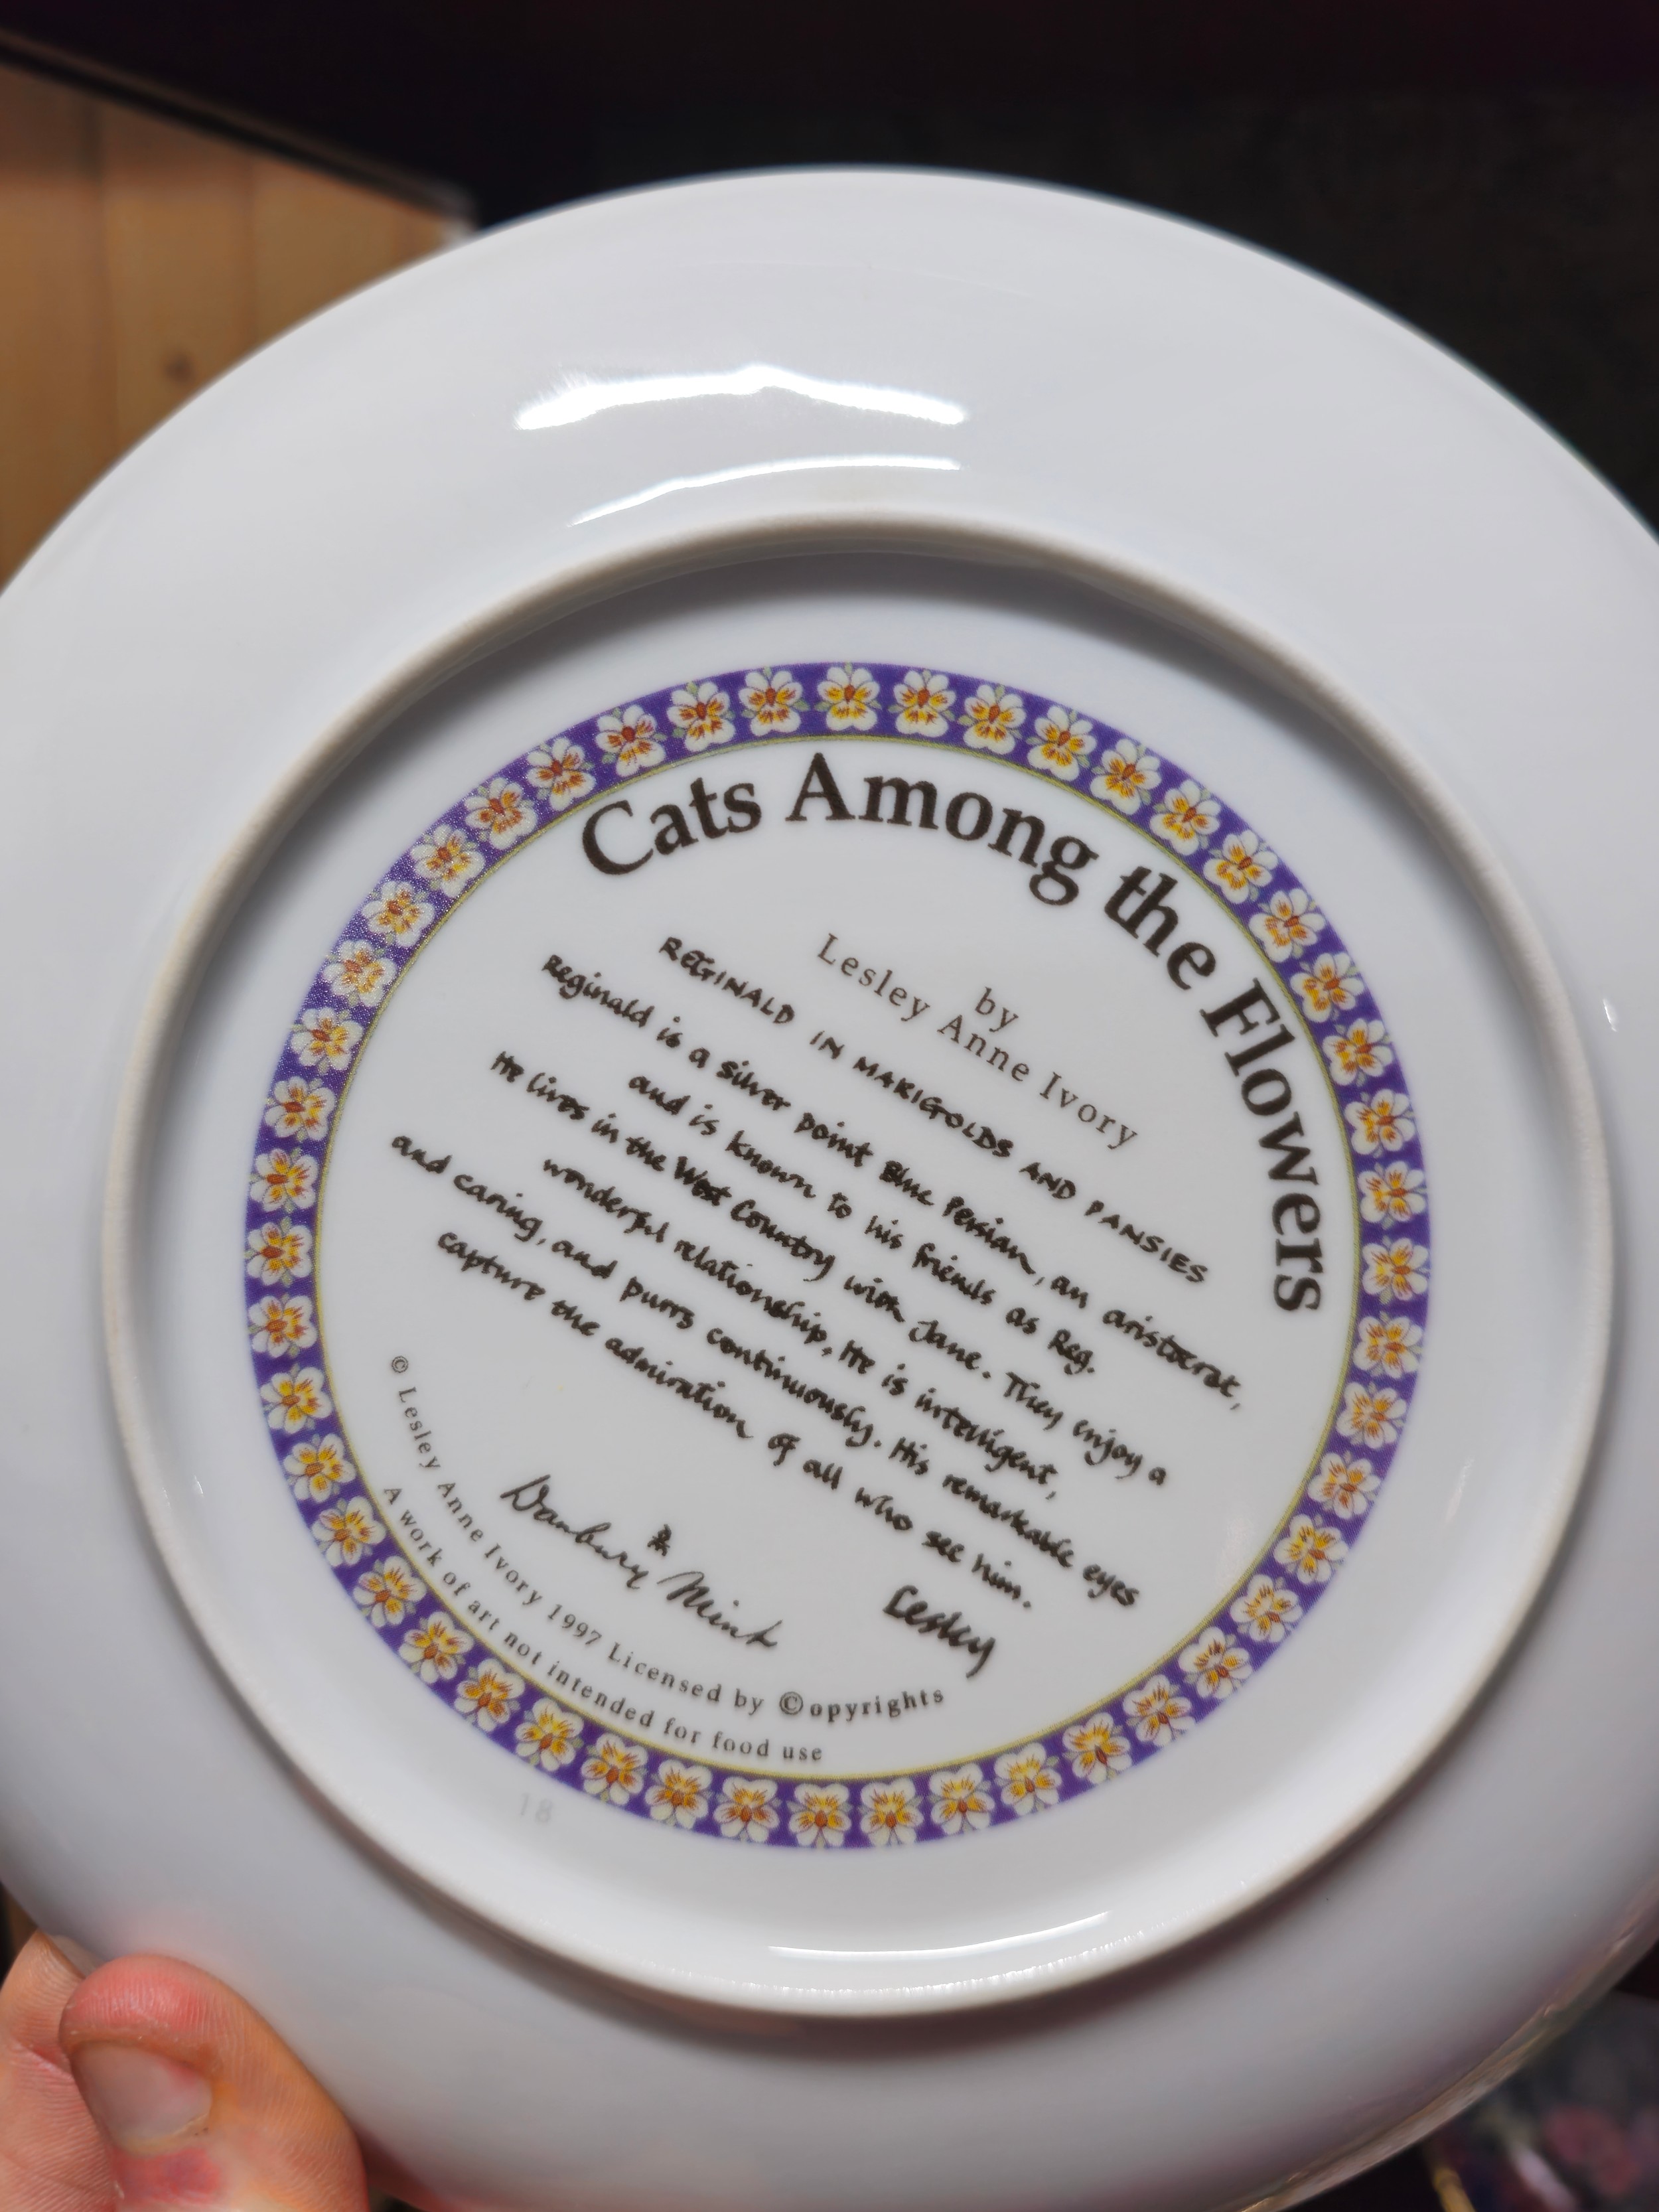 Cats Among the Flowers
by
Lesley Anne Ivory
REGINALD IN MARIGOLDS AND PANSIES
Reginald is a silver point Blue Persian, an aristocrat,
and is known to his friends as Reg.
He lives in the West Country with Jane. They enjoy a
wonderful relationship. He is intelligent,
and caring, and purrs continuously. His remarkable eyes
capture the admiration of all who see him.
Lesley
Danbury Mint
© Lesley Anne Ivory 1997 Licensed by ©opyrights
A work of art not intended for food use
18